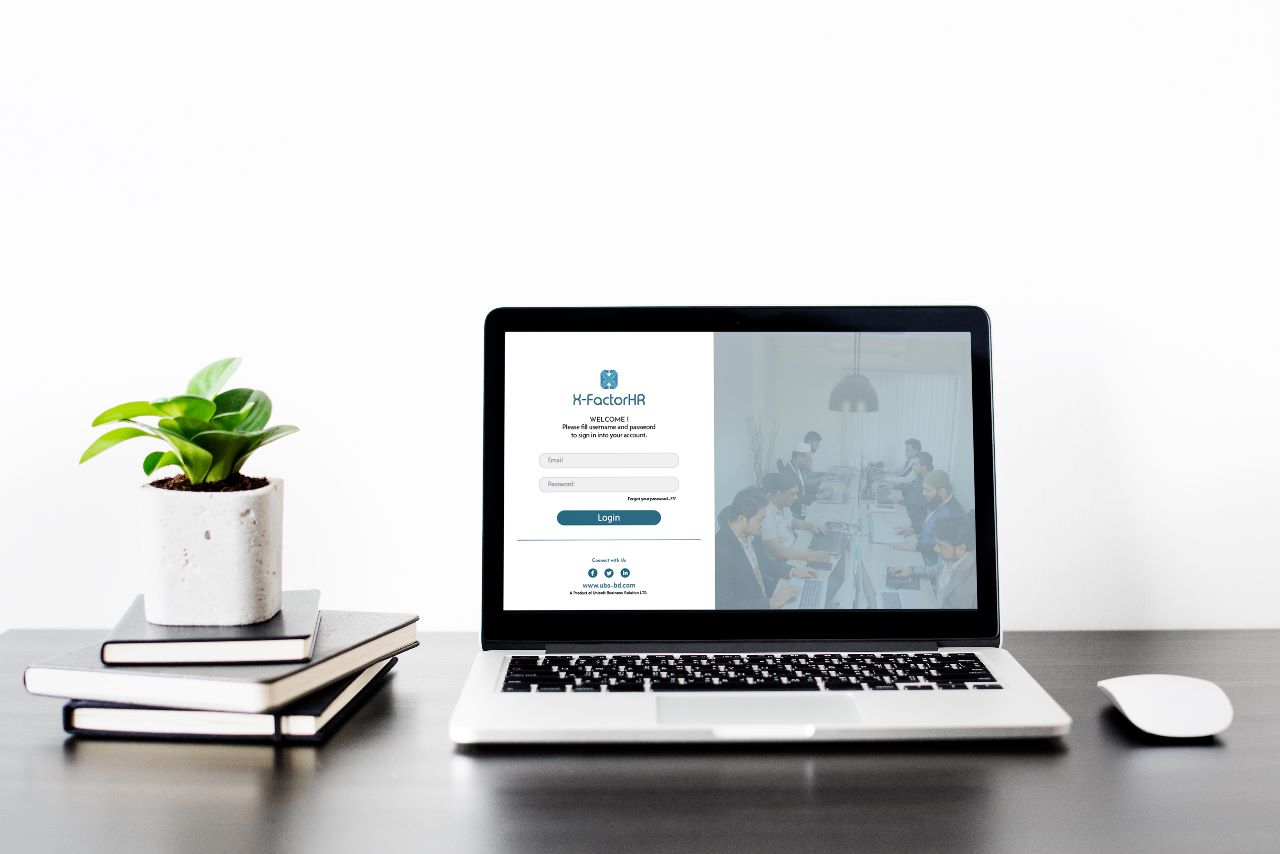 X-FactorHR
WELCOME !
Please fill username and password
to sign in into your account.
Email
Password
Forgot your password..???
Login
Connect with Us
www.ubs-bd.com
A Product of Unisoft Business Solution LTD.